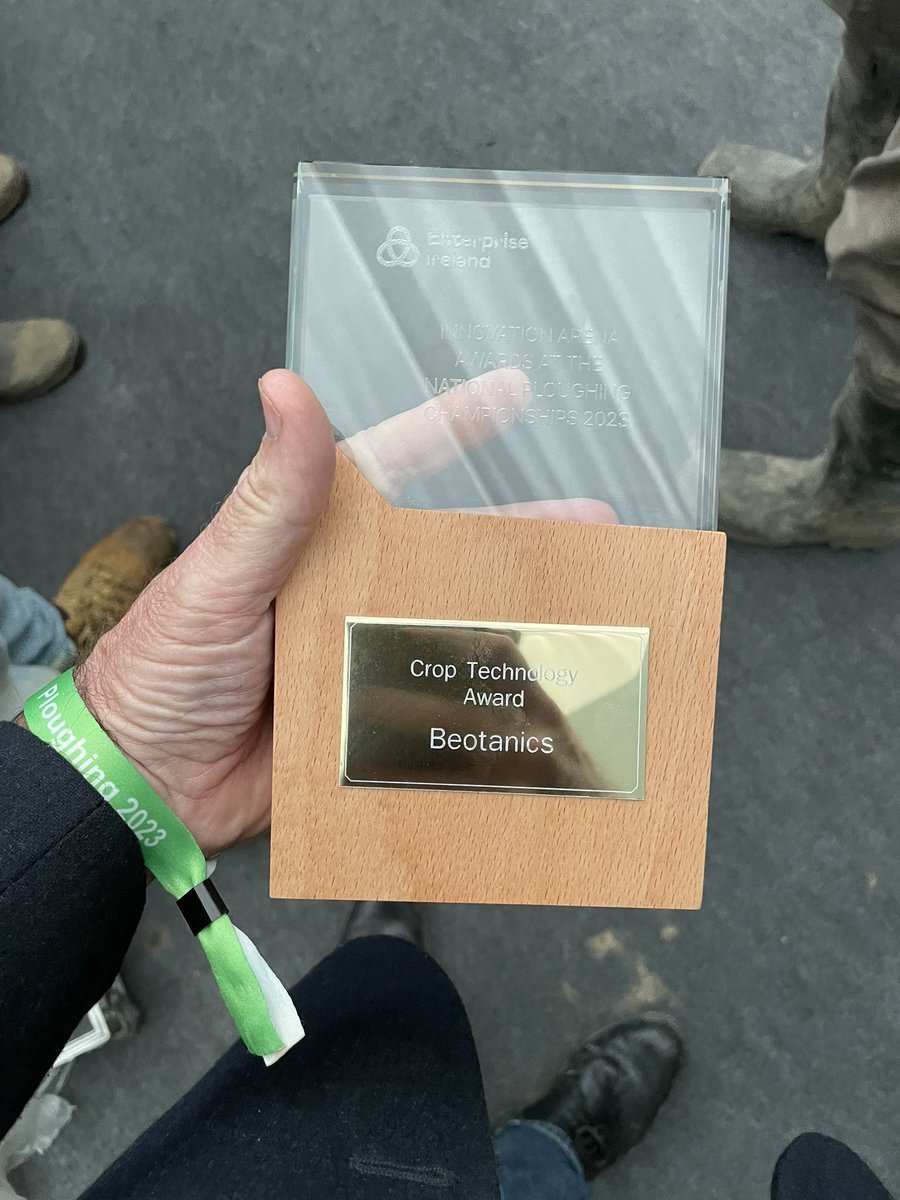 Enterprise
Ireland
INNOVATION ARENA
AWARDS AT THE
NATIONAL PLOUGHING
CHAMPIONSHIPS 2023
Crop Technology
Award
Beotanics
Ploughing 2023